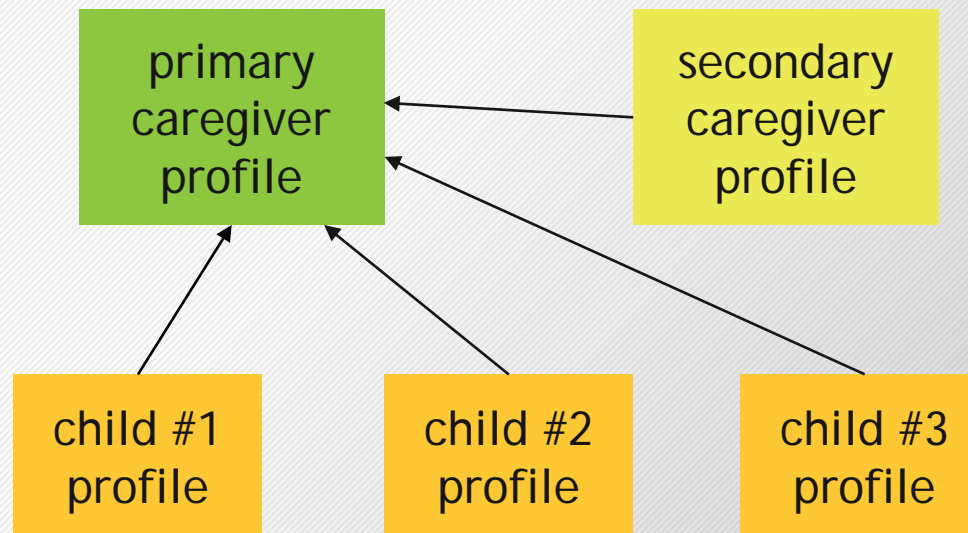 primary
caregiver
profile
secondary
caregiver
profile
child #1
profile
child #2
profile
child #3
profile